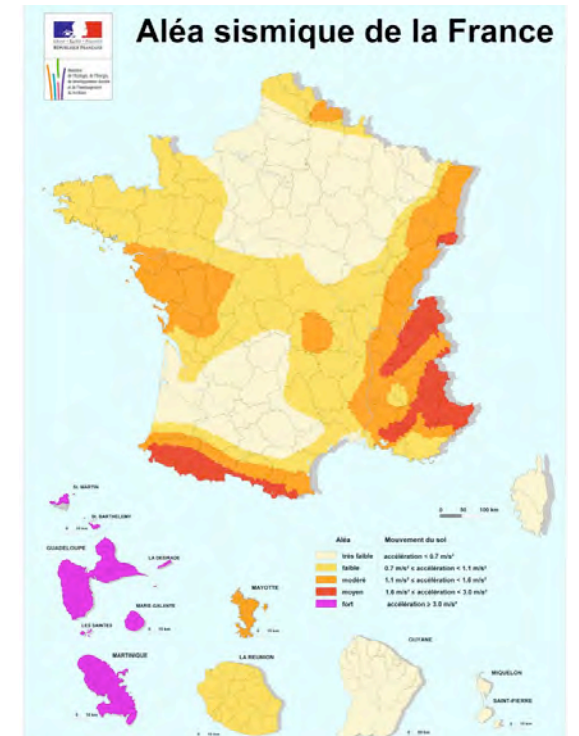 Aléa sismique de la France
RÉPUBLIQUE FRANÇAISE
0 50 100 km
St. MARTIN
St. BARTHELEMY
GUADELOUPE
LA DESIRADE
MARIE-GALANTE
LES SAINTES
MARTINIQUE
MAYOTTE
LA REUNION
GUYANE
MIQUELON
SAINT-PIERRE
Aléa Mouvement du sol
très faible accélération < 0.7 m/s²
faible 0.7 m/s² ≤ accélération < 1.1 m/s²
modéré 1.1 m/s² ≤ accélération < 1.6 m/s²
moyen 1.6 m/s² ≤ accélération < 3.0 m/s²
fort accélération ≥ 3.0 m/s²